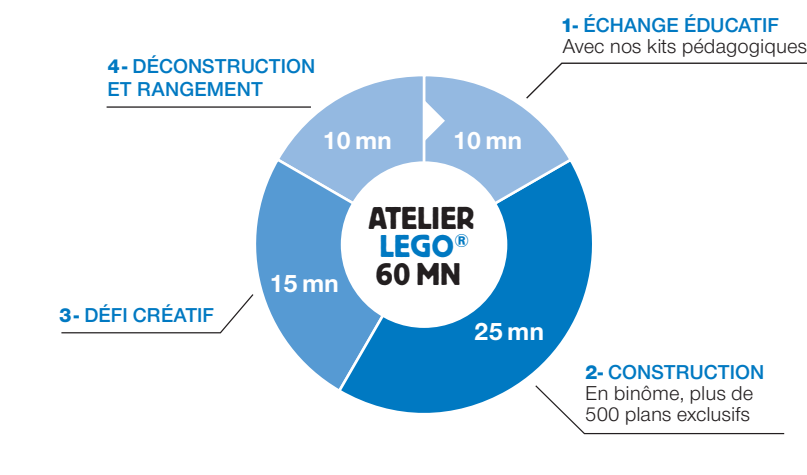 1- ÉCHANGE ÉDUCATIF
Avec nos kits pédagogiques
4- DÉCONSTRUCTION
ET RANGEMENT
10 mn
10 mn
ATELIER
LEGO®
60 MN
15 mn
25 mn
3- DÉFI CRÉATIF
2- CONSTRUCTION
En binôme, plus de
500 plans exclusifs